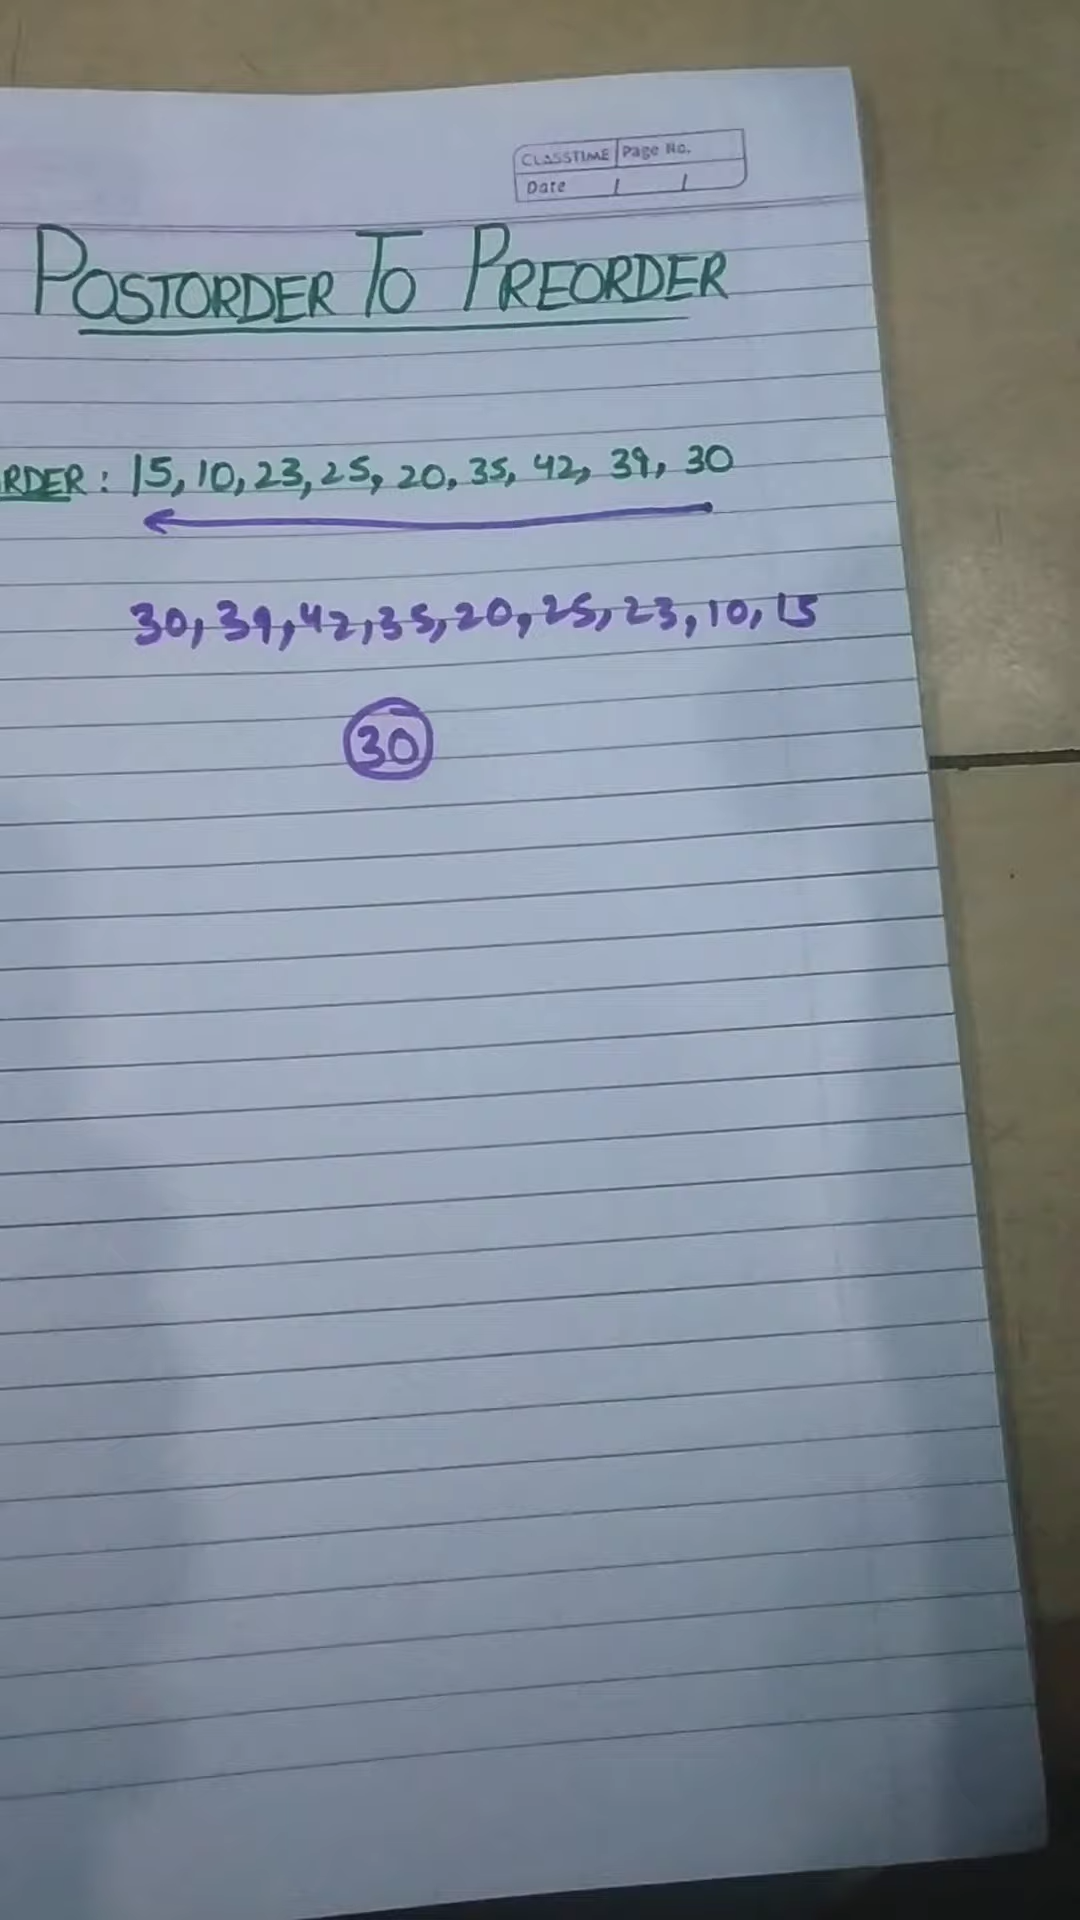 CLASSTIME Page No.
Date / /
POSTORDER TO PREORDER
RDER : 15, 10, 23, 25, 20, 35, 42, 39, 30
30, 39, 42, 35, 20, 25, 23, 10, 15
30